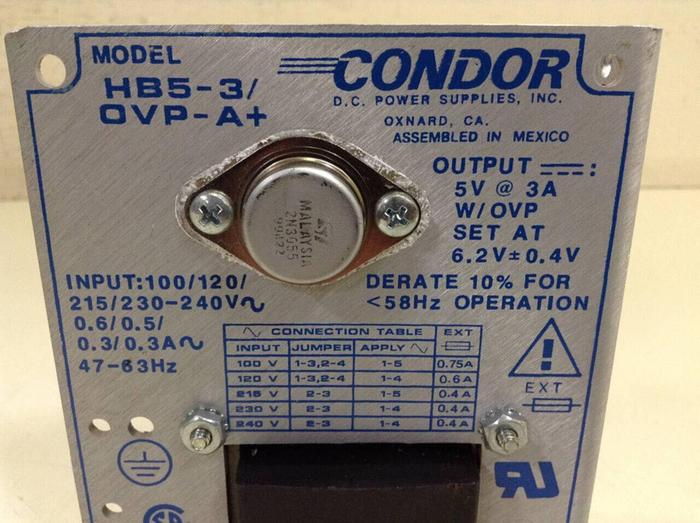 MODEL
HB5-3/
OVP-A+
CONDOR
D.C. POWER SUPPLIES, INC.
OXNARD, CA.
ASSEMBLED IN MEXICO
OUTPUT ⎓:
5V @ 3A
W/OVP
SET AT
6.2V±0.4V
MALAYSIA
2N3055
99622
INPUT:100/120/
215/230-240V∿
0.6/0.5/
0.3/0.3A∿
47-63Hz
DERATE 10% FOR
<58Hz OPERATION
∿ CONNECTION TABLE EXT
INPUT JUMPER APPLY ∿
100 V 1-3,2-4 1-5 0.75A
120 V 1-3,2-4 1-4 0.6A
215 V 2-3 1-5 0.4A
230 V 2-3 1-4 0.4A
240 V 2-3 1-4 0.4A
EXT